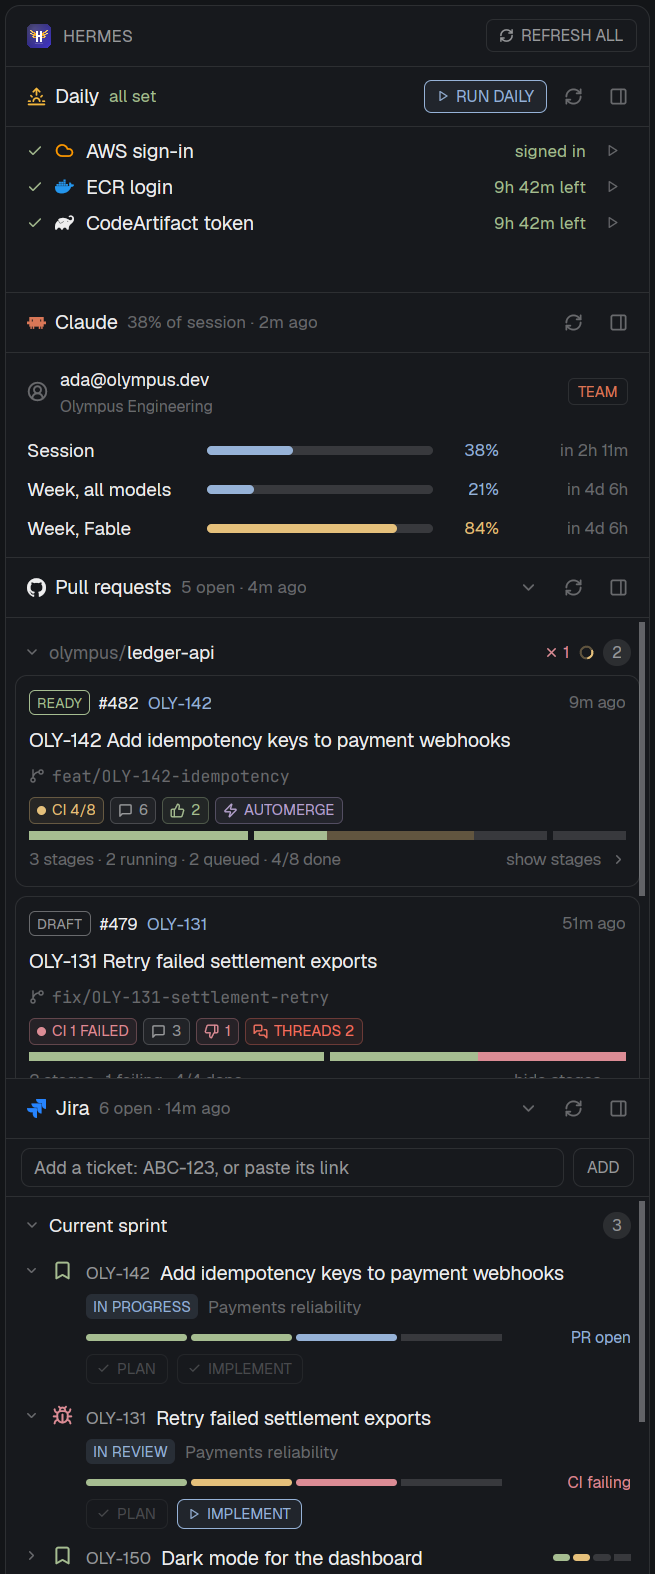 HERMES
REFRESH ALL
Daily all set
RUN DAILY
AWS sign-in signed in
ECR login 9h 42m left
CodeArtifact token 9h 42m left
Claude 38% of session · 2m ago
ada@olympus.dev
Olympus Engineering
TEAM
Session 38% in 2h 11m
Week, all models 21% in 4d 6h
Week, Fable 84% in 4d 6h
Pull requests 5 open · 4m ago
olympus/ledger-api 1 2
READY #482 OLY-142 9m ago
OLY-142 Add idempotency keys to payment webhooks
feat/OLY-142-idempotency
CI 4/8 6 2 AUTOMERGE
3 stages · 2 running · 2 queued · 4/8 done show stages
DRAFT #479 OLY-131 51m ago
OLY-131 Retry failed settlement exports
fix/OLY-131-settlement-retry
CI 1 FAILED 3 1 THREADS 2
Jira 6 open · 14m ago
Add a ticket: ABC-123, or paste its link ADD
Current sprint 3
OLY-142 Add idempotency keys to payment webhooks
IN PROGRESS Payments reliability
PR open
PLAN IMPLEMENT
OLY-131 Retry failed settlement exports
IN REVIEW Payments reliability
CI failing
PLAN IMPLEMENT
OLY-150 Dark mode for the dashboard